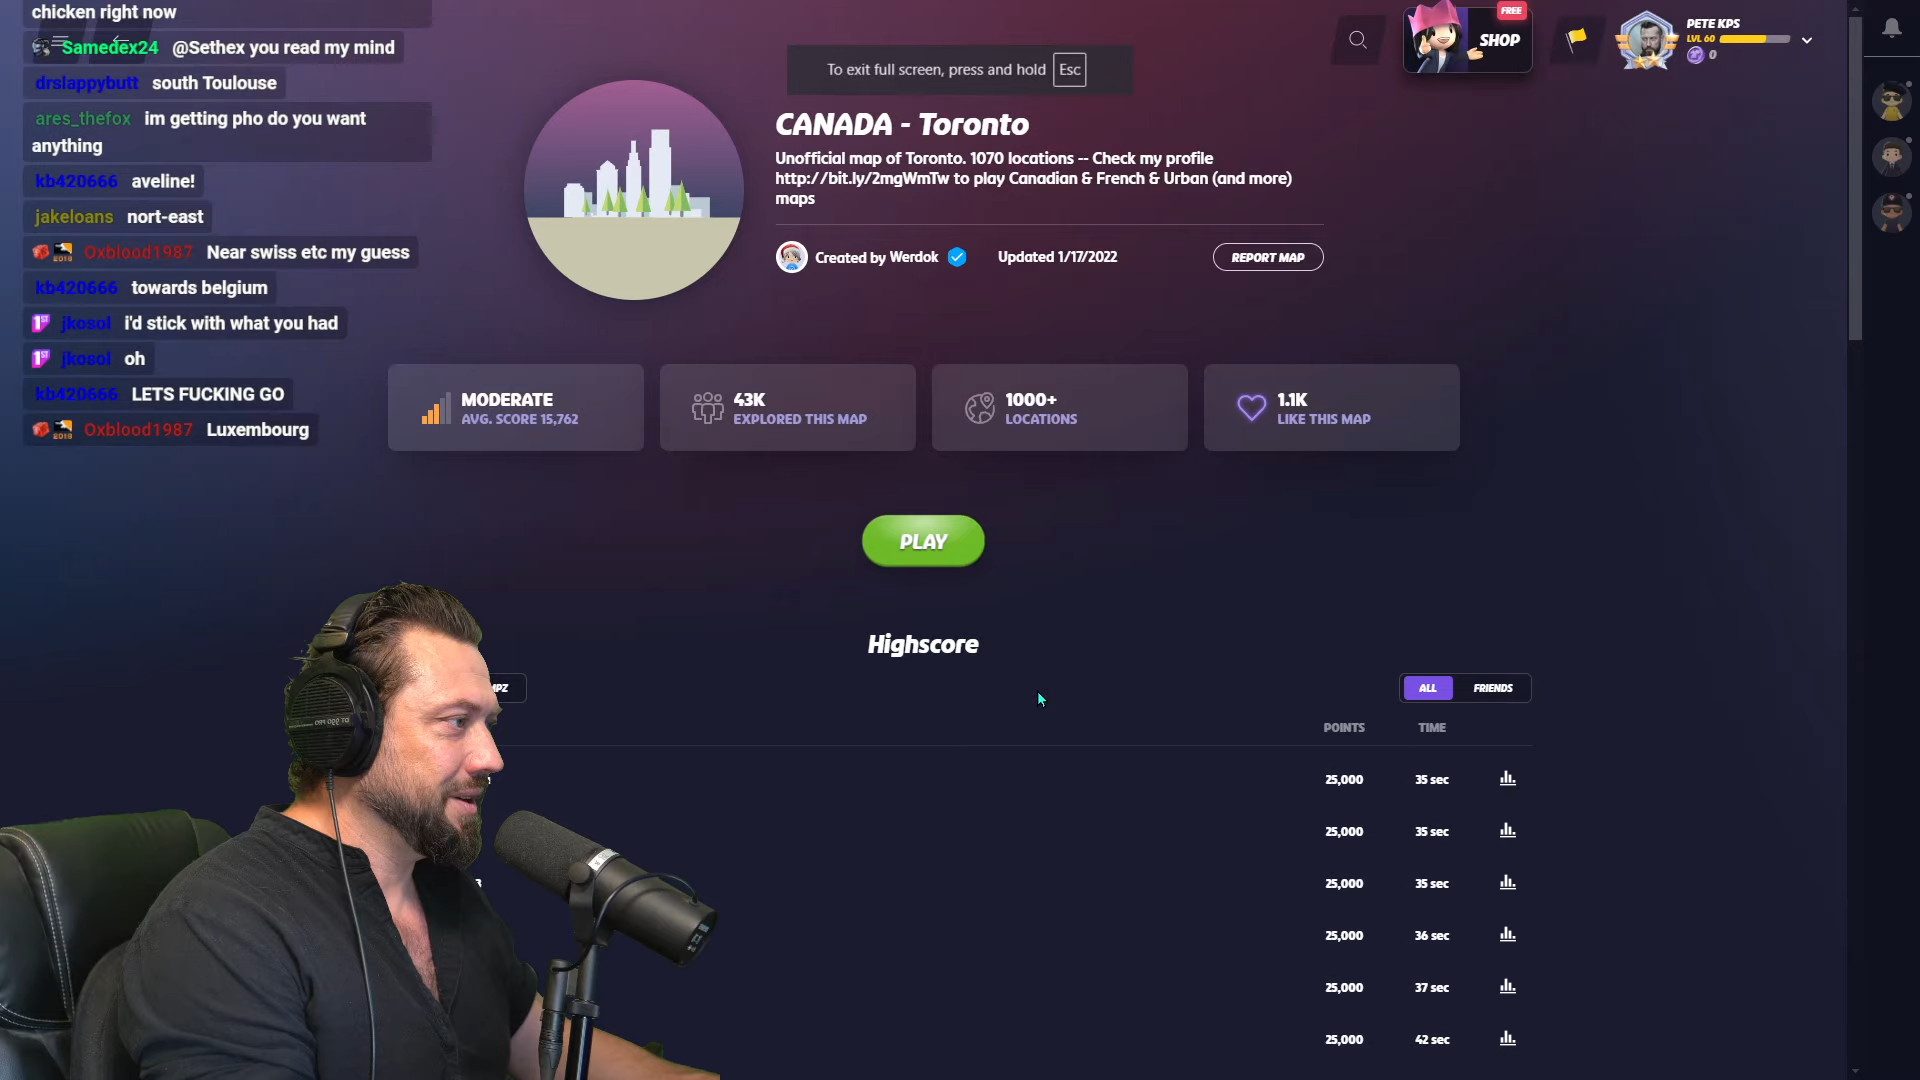 chicken right now
Samedex24 @Sethex you read my mind
drslappybutt south Toulouse
ares_thefox im getting pho do you want
anything
kb420666 aveline!
jakeloans nort-east
Oxblood1987 Near swiss etc my guess
kb420666 towards belgium
1ST jkosol i'd stick with what you had
1ST jkosol oh
kb420666 LETS FUCKING GO
Oxblood1987 Luxembourg
To exit full screen, press and hold Esc
FREE
SHOP
PETE KPS
LVL 60
0
CANADA - Toronto
Unofficial map of Toronto. 1070 locations -- Check my profile
http://bit.ly/2mgWmTw to play Canadian & French & Urban (and more)
maps
Created by Werdok Updated 1/17/2022 REPORT MAP
MODERATE
AVG. SCORE 15,762
43K
EXPLORED THIS MAP
1000+
LOCATIONS
1.1K
LIKE THIS MAP
PLAY
Highscore
MPZ
ALL FRIENDS
POINTS TIME
25,000 35 sec
25,000 35 sec
25,000 35 sec
25,000 36 sec
25,000 37 sec
25,000 42 sec